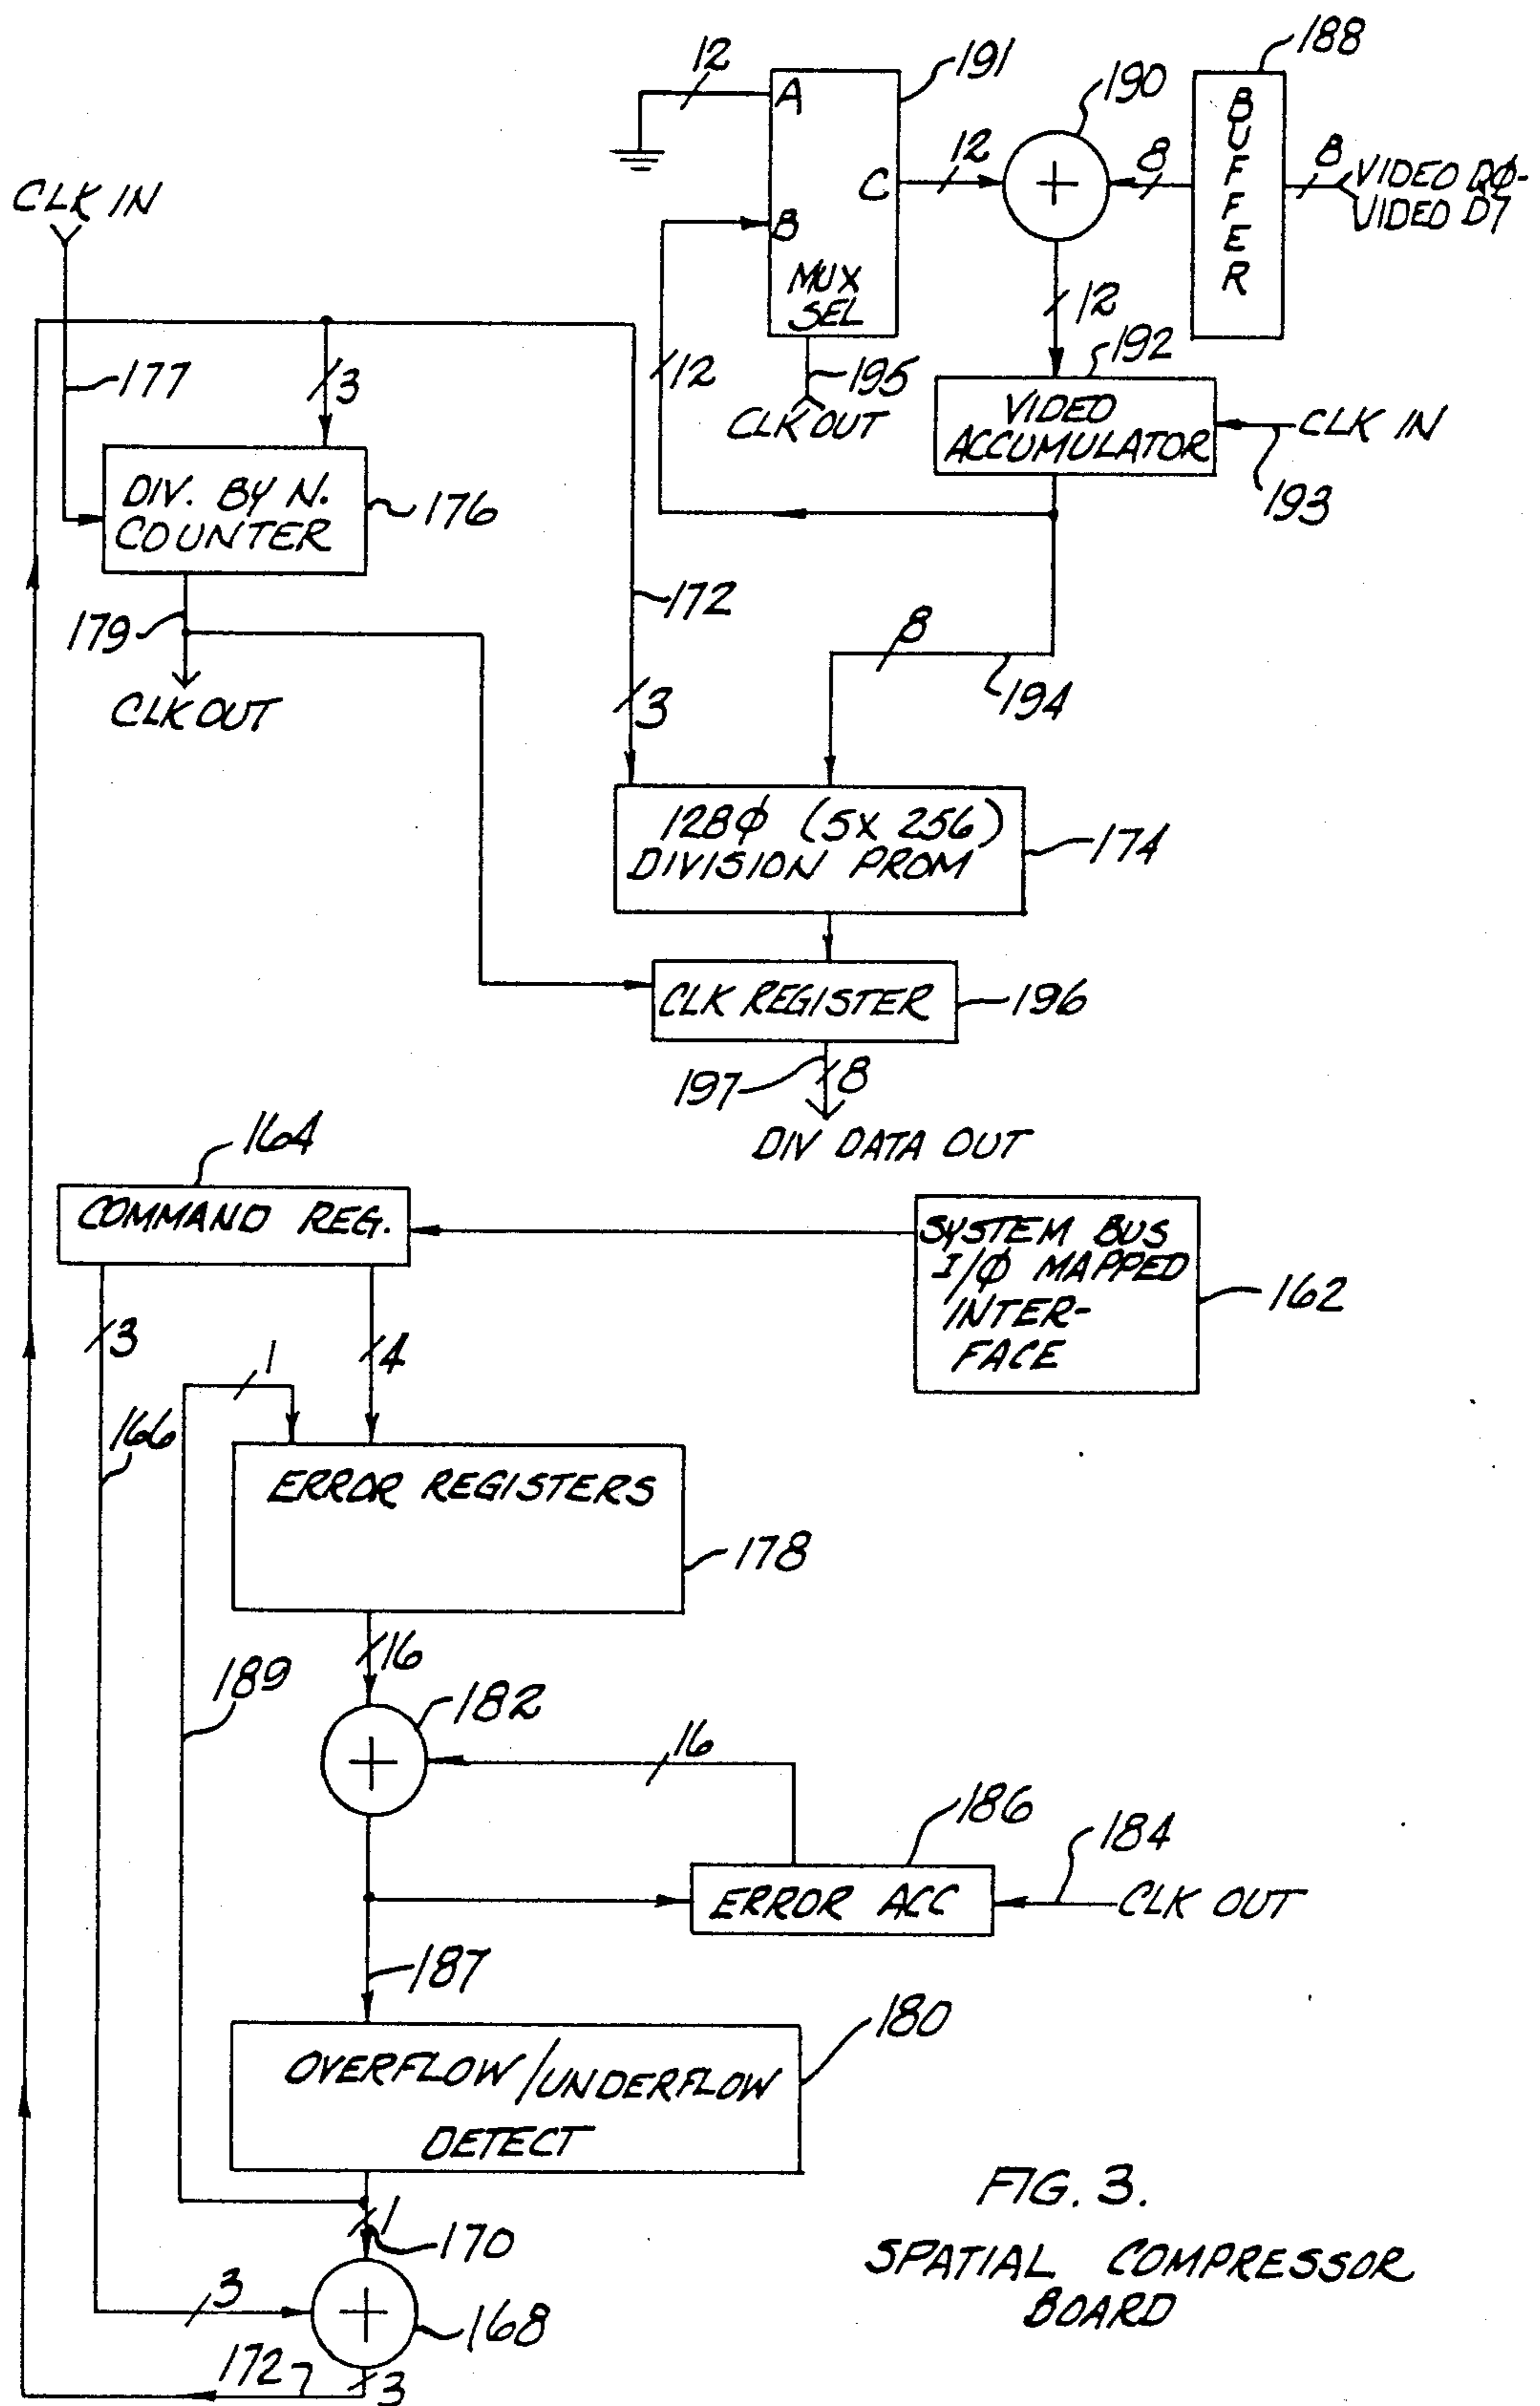 188
12
191
190
A
BUFFER
C
12
8
8
VIDEO DØ-
VIDEO D7
CLK IN
B
MUX
SEL
12
12
192
195
CLK OUT
VIDEO
ACCUMULATOR
CLK IN
193
177
3
DIV. BY N.
COUNTER
176
172
179
8
194
CLK OUT
3
128Ø (5X 256)
DIVISION PROM
174
CLK REGISTER
196
197
8
DIV DATA OUT
164
COMMAND REG.
SYSTEM BUS
I/Ø MAPPED
INTER-
FACE
162
3
1
4
166
ERROR REGISTERS
178
16
189
182
16
186
184
ERROR ACC
CLK OUT
187
180
OVERFLOW/UNDERFLOW
DETECT
1
170
3
168
172
3
FIG. 3.
SPATIAL COMPRESSOR
BOARD